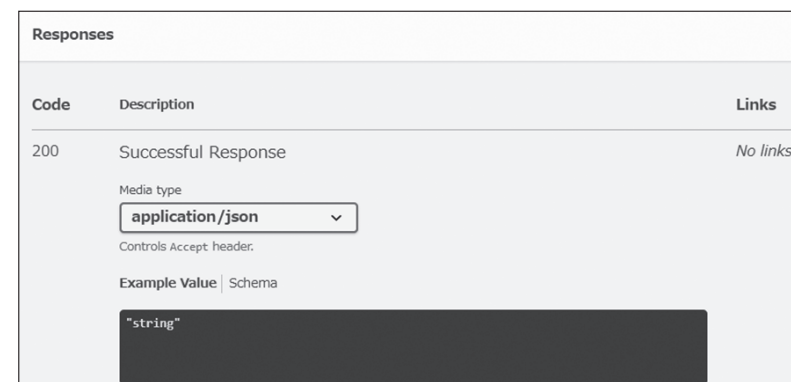 Responses
Code Description Links
200 Successful Response No links
Media type
application/json
Controls Accept header.
Example Value Schema
"string"